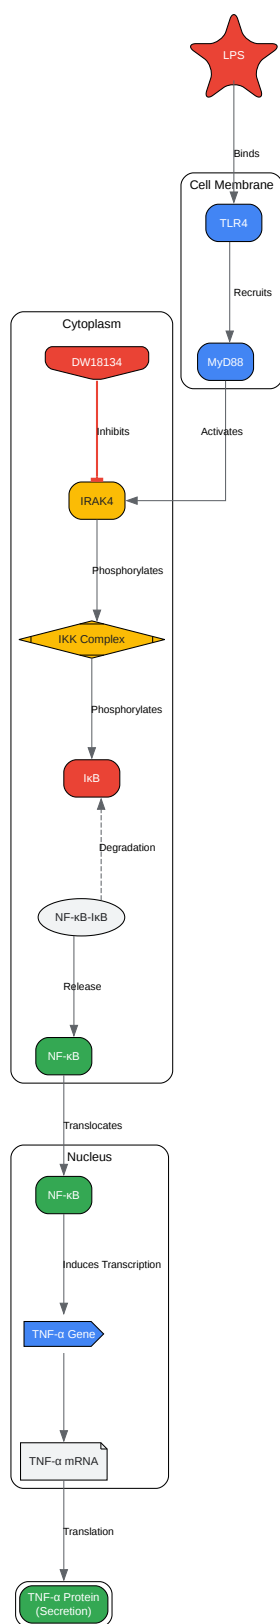 LPS
Binds
Cell Membrane
TLR4
Recruits
MyD88
Activates
Cytoplasm
DW18134
Inhibits
IRAK4
Phosphorylates
IKK Complex
Phosphorylates
IκB
Degradation
NF-κB-IκB
Release
NF-κB
Translocates
Nucleus
NF-κB
Induces Transcription
TNF-α Gene
TNF-α mRNA
Translation
TNF-α Protein
(Secretion)